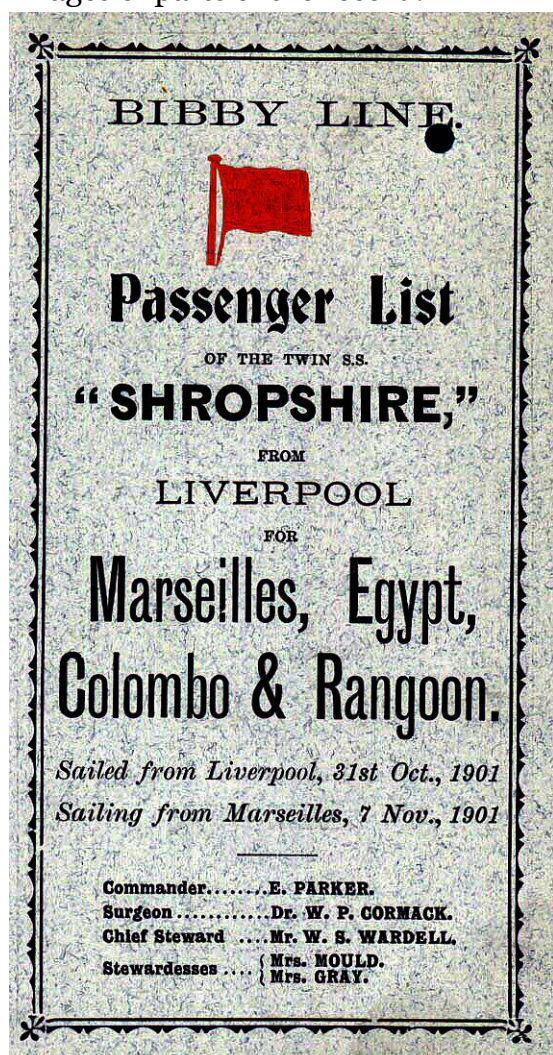 BIBBY LINE.
Passenger List
OF THE TWIN S.S.
“SHROPSHIRE,”
FROM
LIVERPOOL
FOR
Marseilles, Egypt,
Colombo & Rangoon.
Sailed from Liverpool, 31st Oct., 1901
Sailing from Marseilles, 7 Nov., 1901
Commander........E. PARKER.
Surgeon ............Dr. W. P. CORMACK.
Chief Steward ....Mr. W. S. WARDELL.
Stewardesses .... { Mrs. MOULD.
Mrs. GRAY.